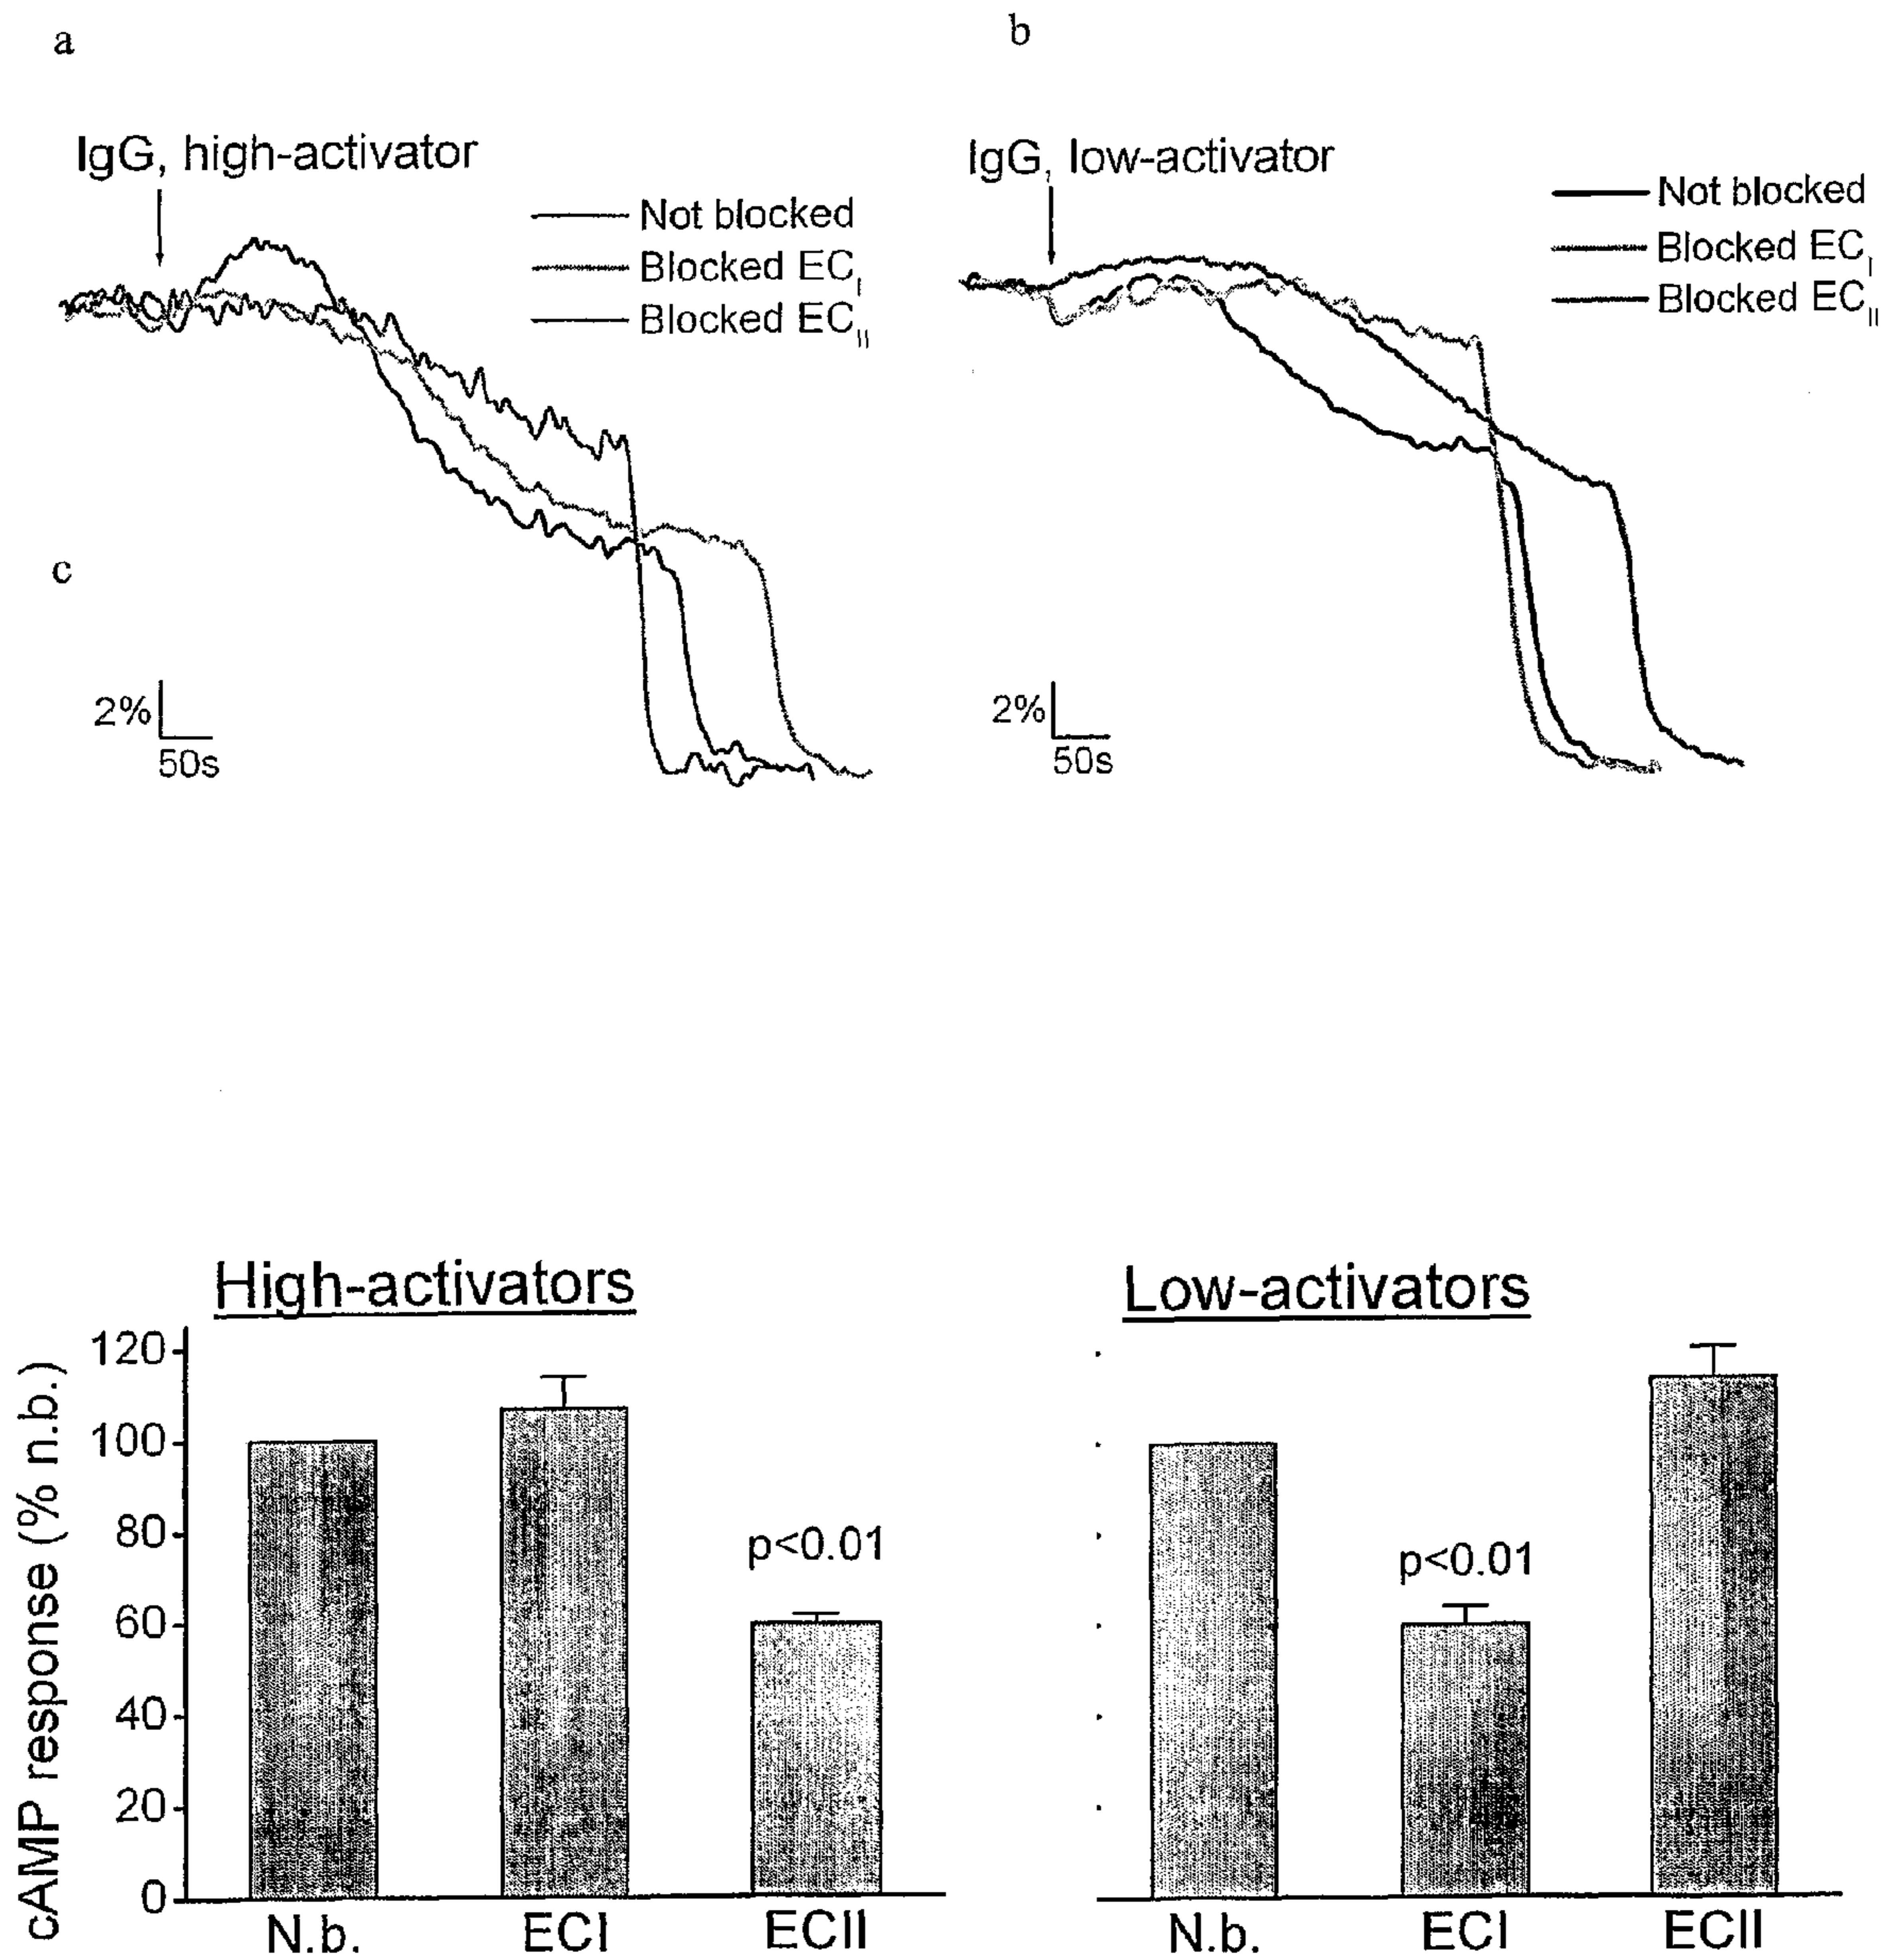 a
b
IgG, high-activator
Not blocked
Blocked EC_I
Blocked EC_II
IgG, low-activator
Not blocked
Blocked EC_I
Blocked EC_II
c
2%
50s
2%
50s
High-activators
Low-activators
cAMP response (% n.b.)
120
100
80
60
40
20
0
p<0.01
p<0.01
N.b.
ECI
ECII
N.b.
ECI
ECII